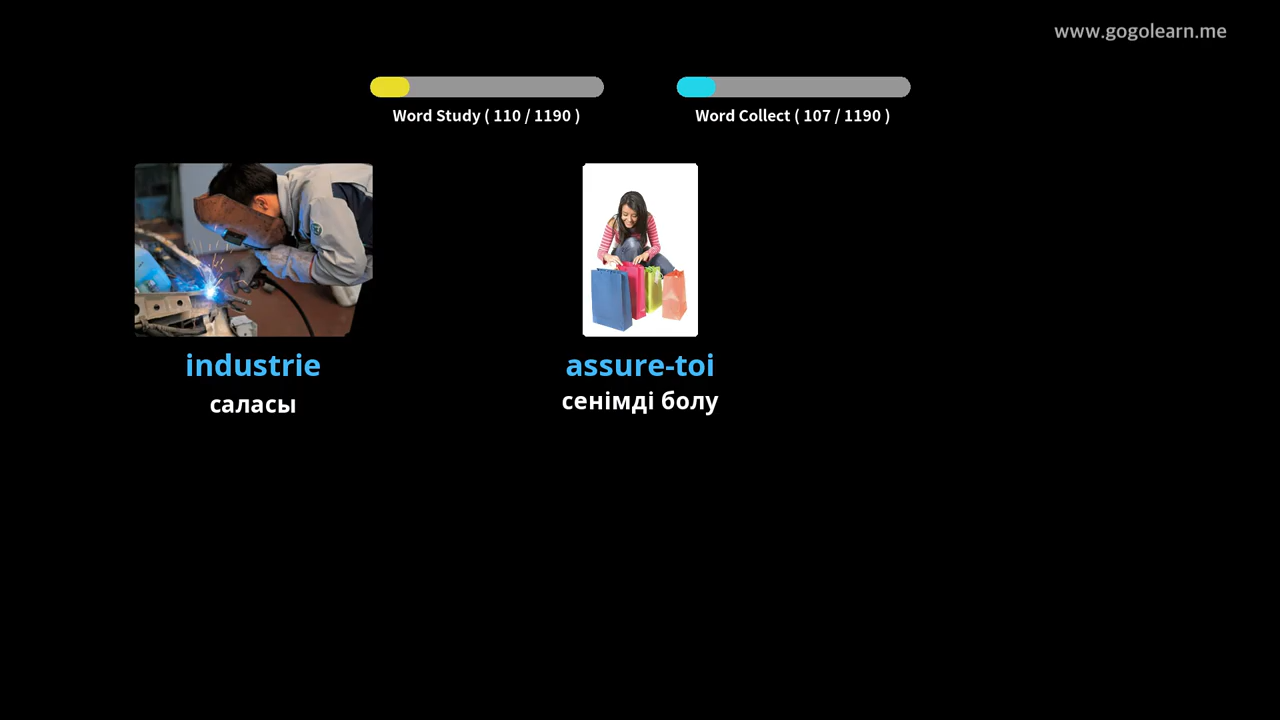 www.gogolearn.me
Word Study ( 110 / 1190 )
Word Collect ( 107 / 1190 )
industrie
саласы
assure-toi
сенімді болу